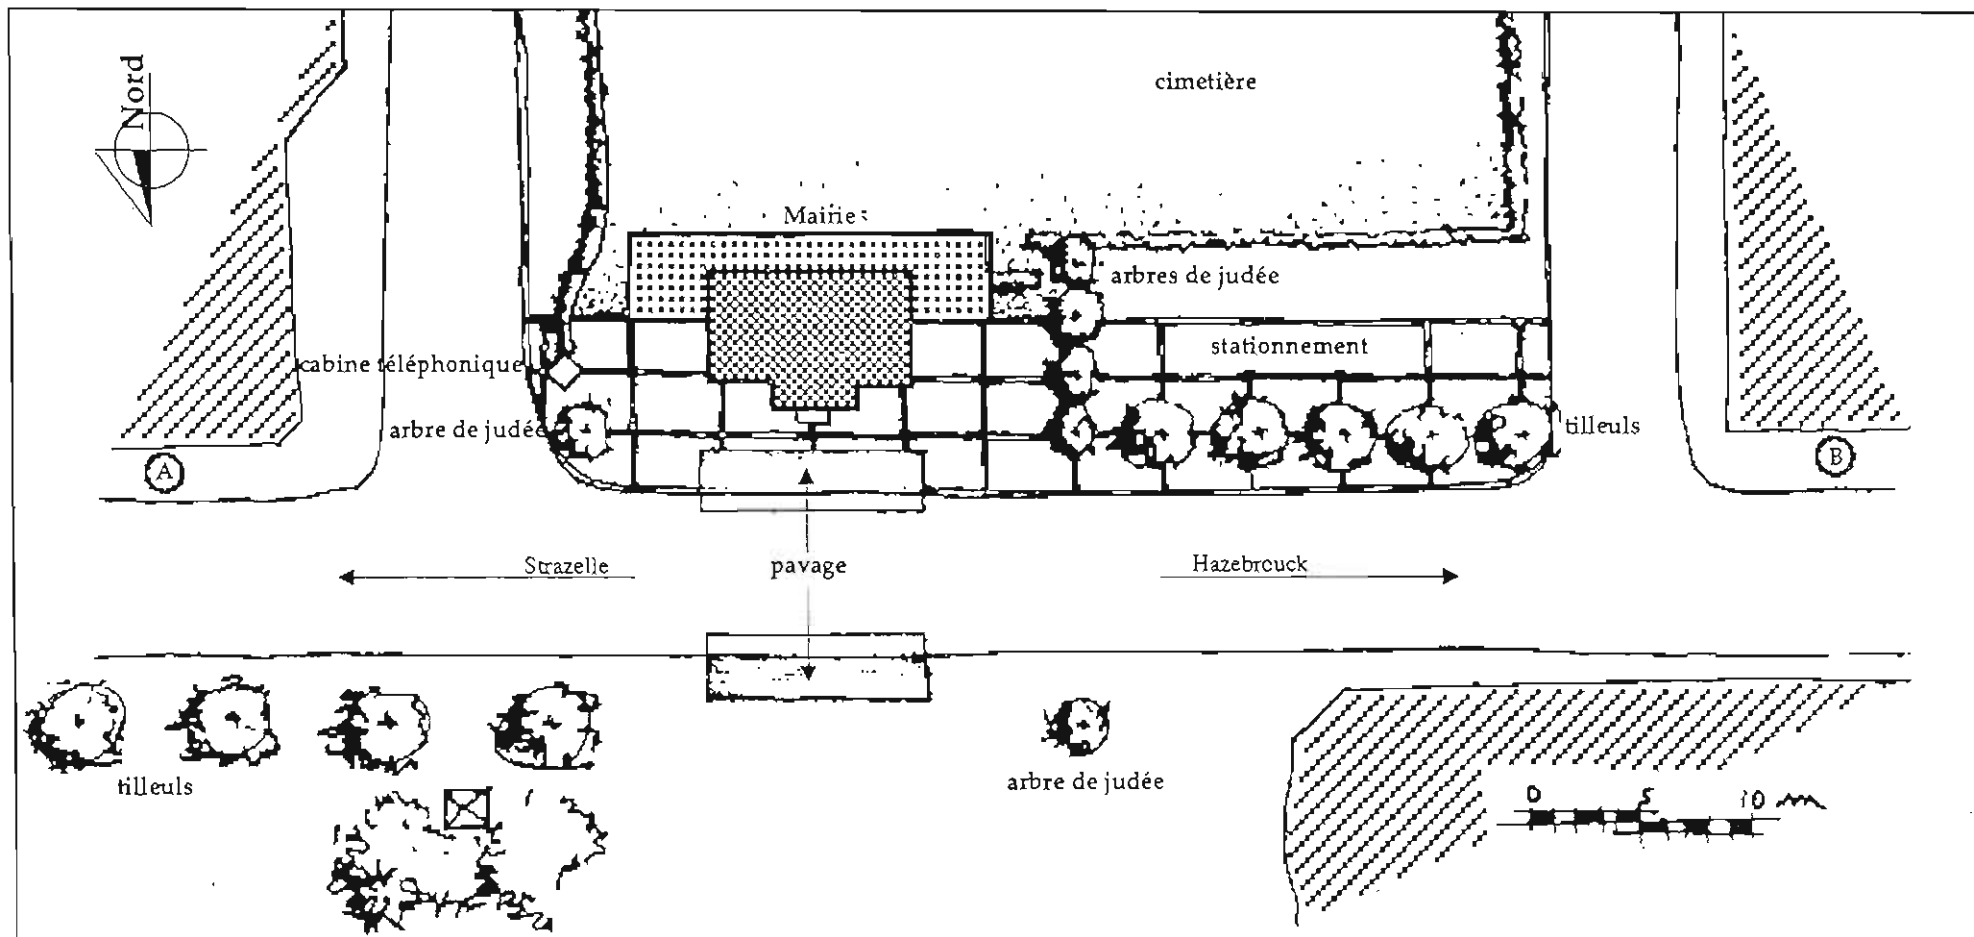 Nord
cimetière
Mairie
arbres de judée
stationnement
cabine téléphonique
arbre de judée
tilleuls
A
B
Strazelle
pavage
Hazebrouck
tilleuls
arbre de judée
0 5 10 m